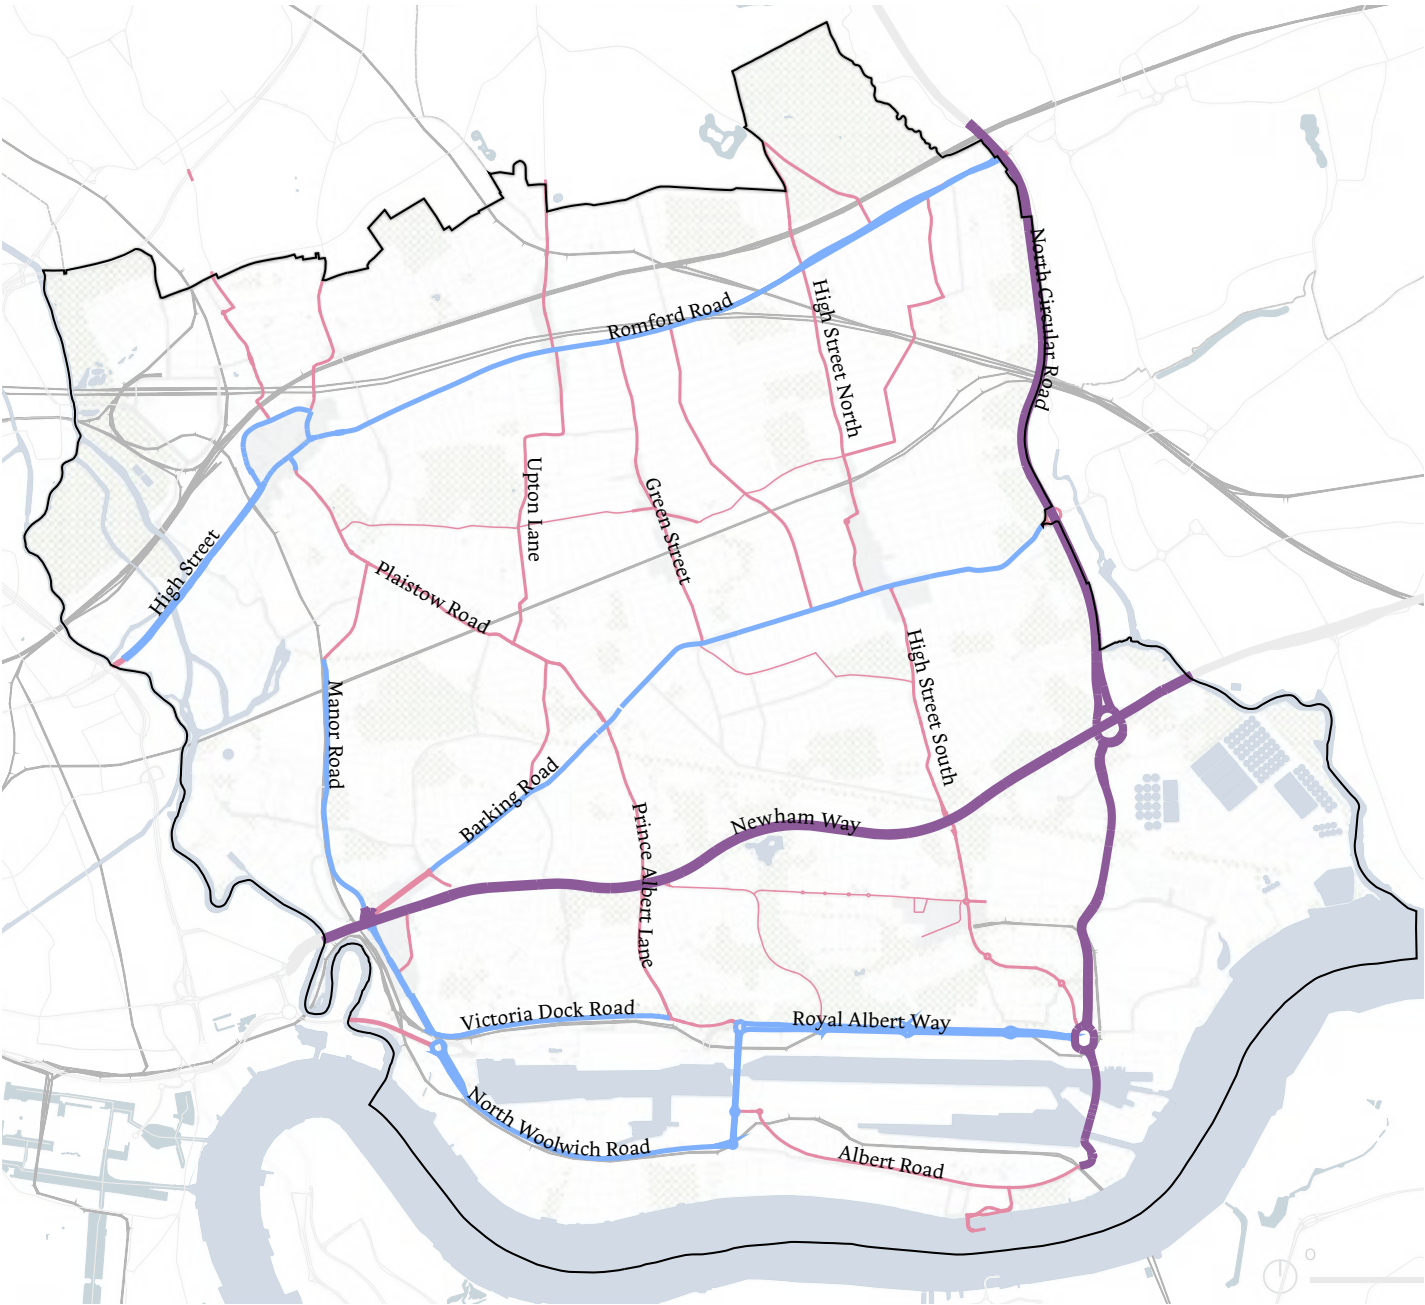 North Circular Road
High Street North
Romford Road
Upton Lane
Green Street
High Street
Plaistow Road
High Street South
Manor Road
Barking Road
Prince Albert Lane
Newham Way
Victoria Dock Road
Royal Albert Way
North Woolwich Road
Albert Road